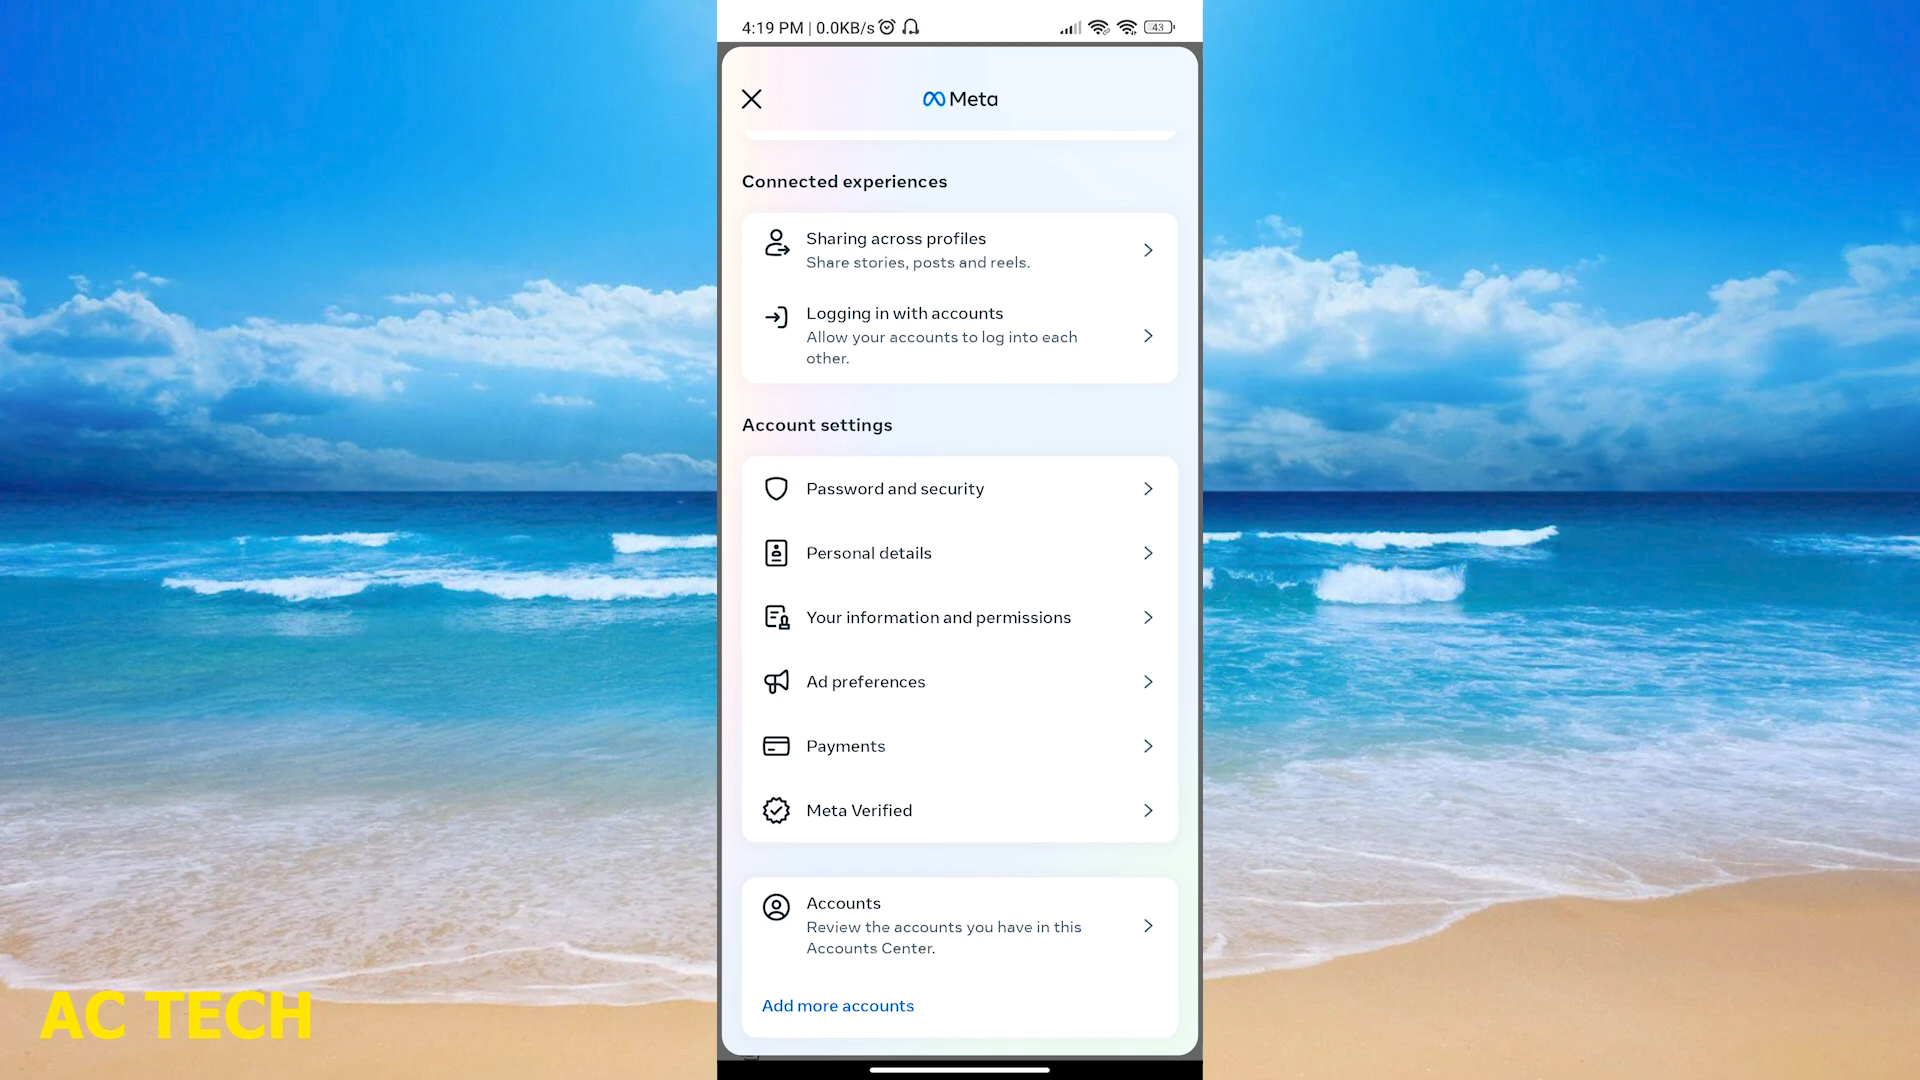 4:19 PM | 0.0KB/s
43
Meta
Connected experiences
Sharing across profiles
Share stories, posts and reels.
Logging in with accounts
Allow your accounts to log into each
other.
Account settings
Password and security
Personal details
Your information and permissions
Ad preferences
Payments
Meta Verified
Accounts
Review the accounts you have in this
Accounts Center.
Add more accounts
AC TECH